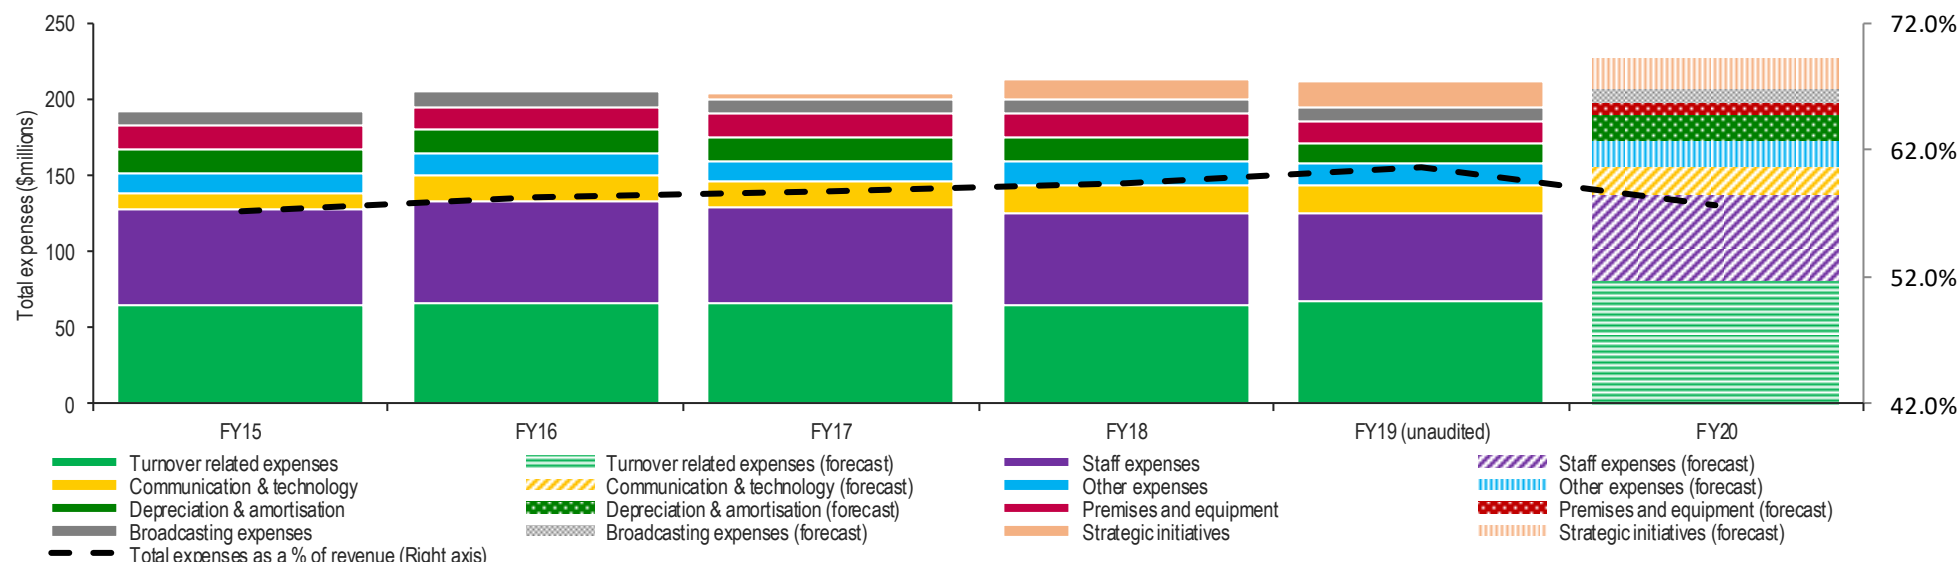 250
200
150
100
50
0
Total expenses ($millions)
72.0%
62.0%
52.0%
42.0%
FY15 FY16 FY17 FY18 FY19 (unaudited) FY20
Turnover related expenses Turnover related expenses (forecast) Staff expenses Staff expenses (forecast)
Communication & technology Communication & technology (forecast) Other expenses Other expenses (forecast)
Depreciation & amortisation Depreciation & amortisation (forecast) Premises and equipment Premises and equipment (forecast)
Broadcasting expenses Broadcasting expenses (forecast) Strategic initiatives Strategic initiatives (forecast)
Total expenses as a % of revenue (Right axis)